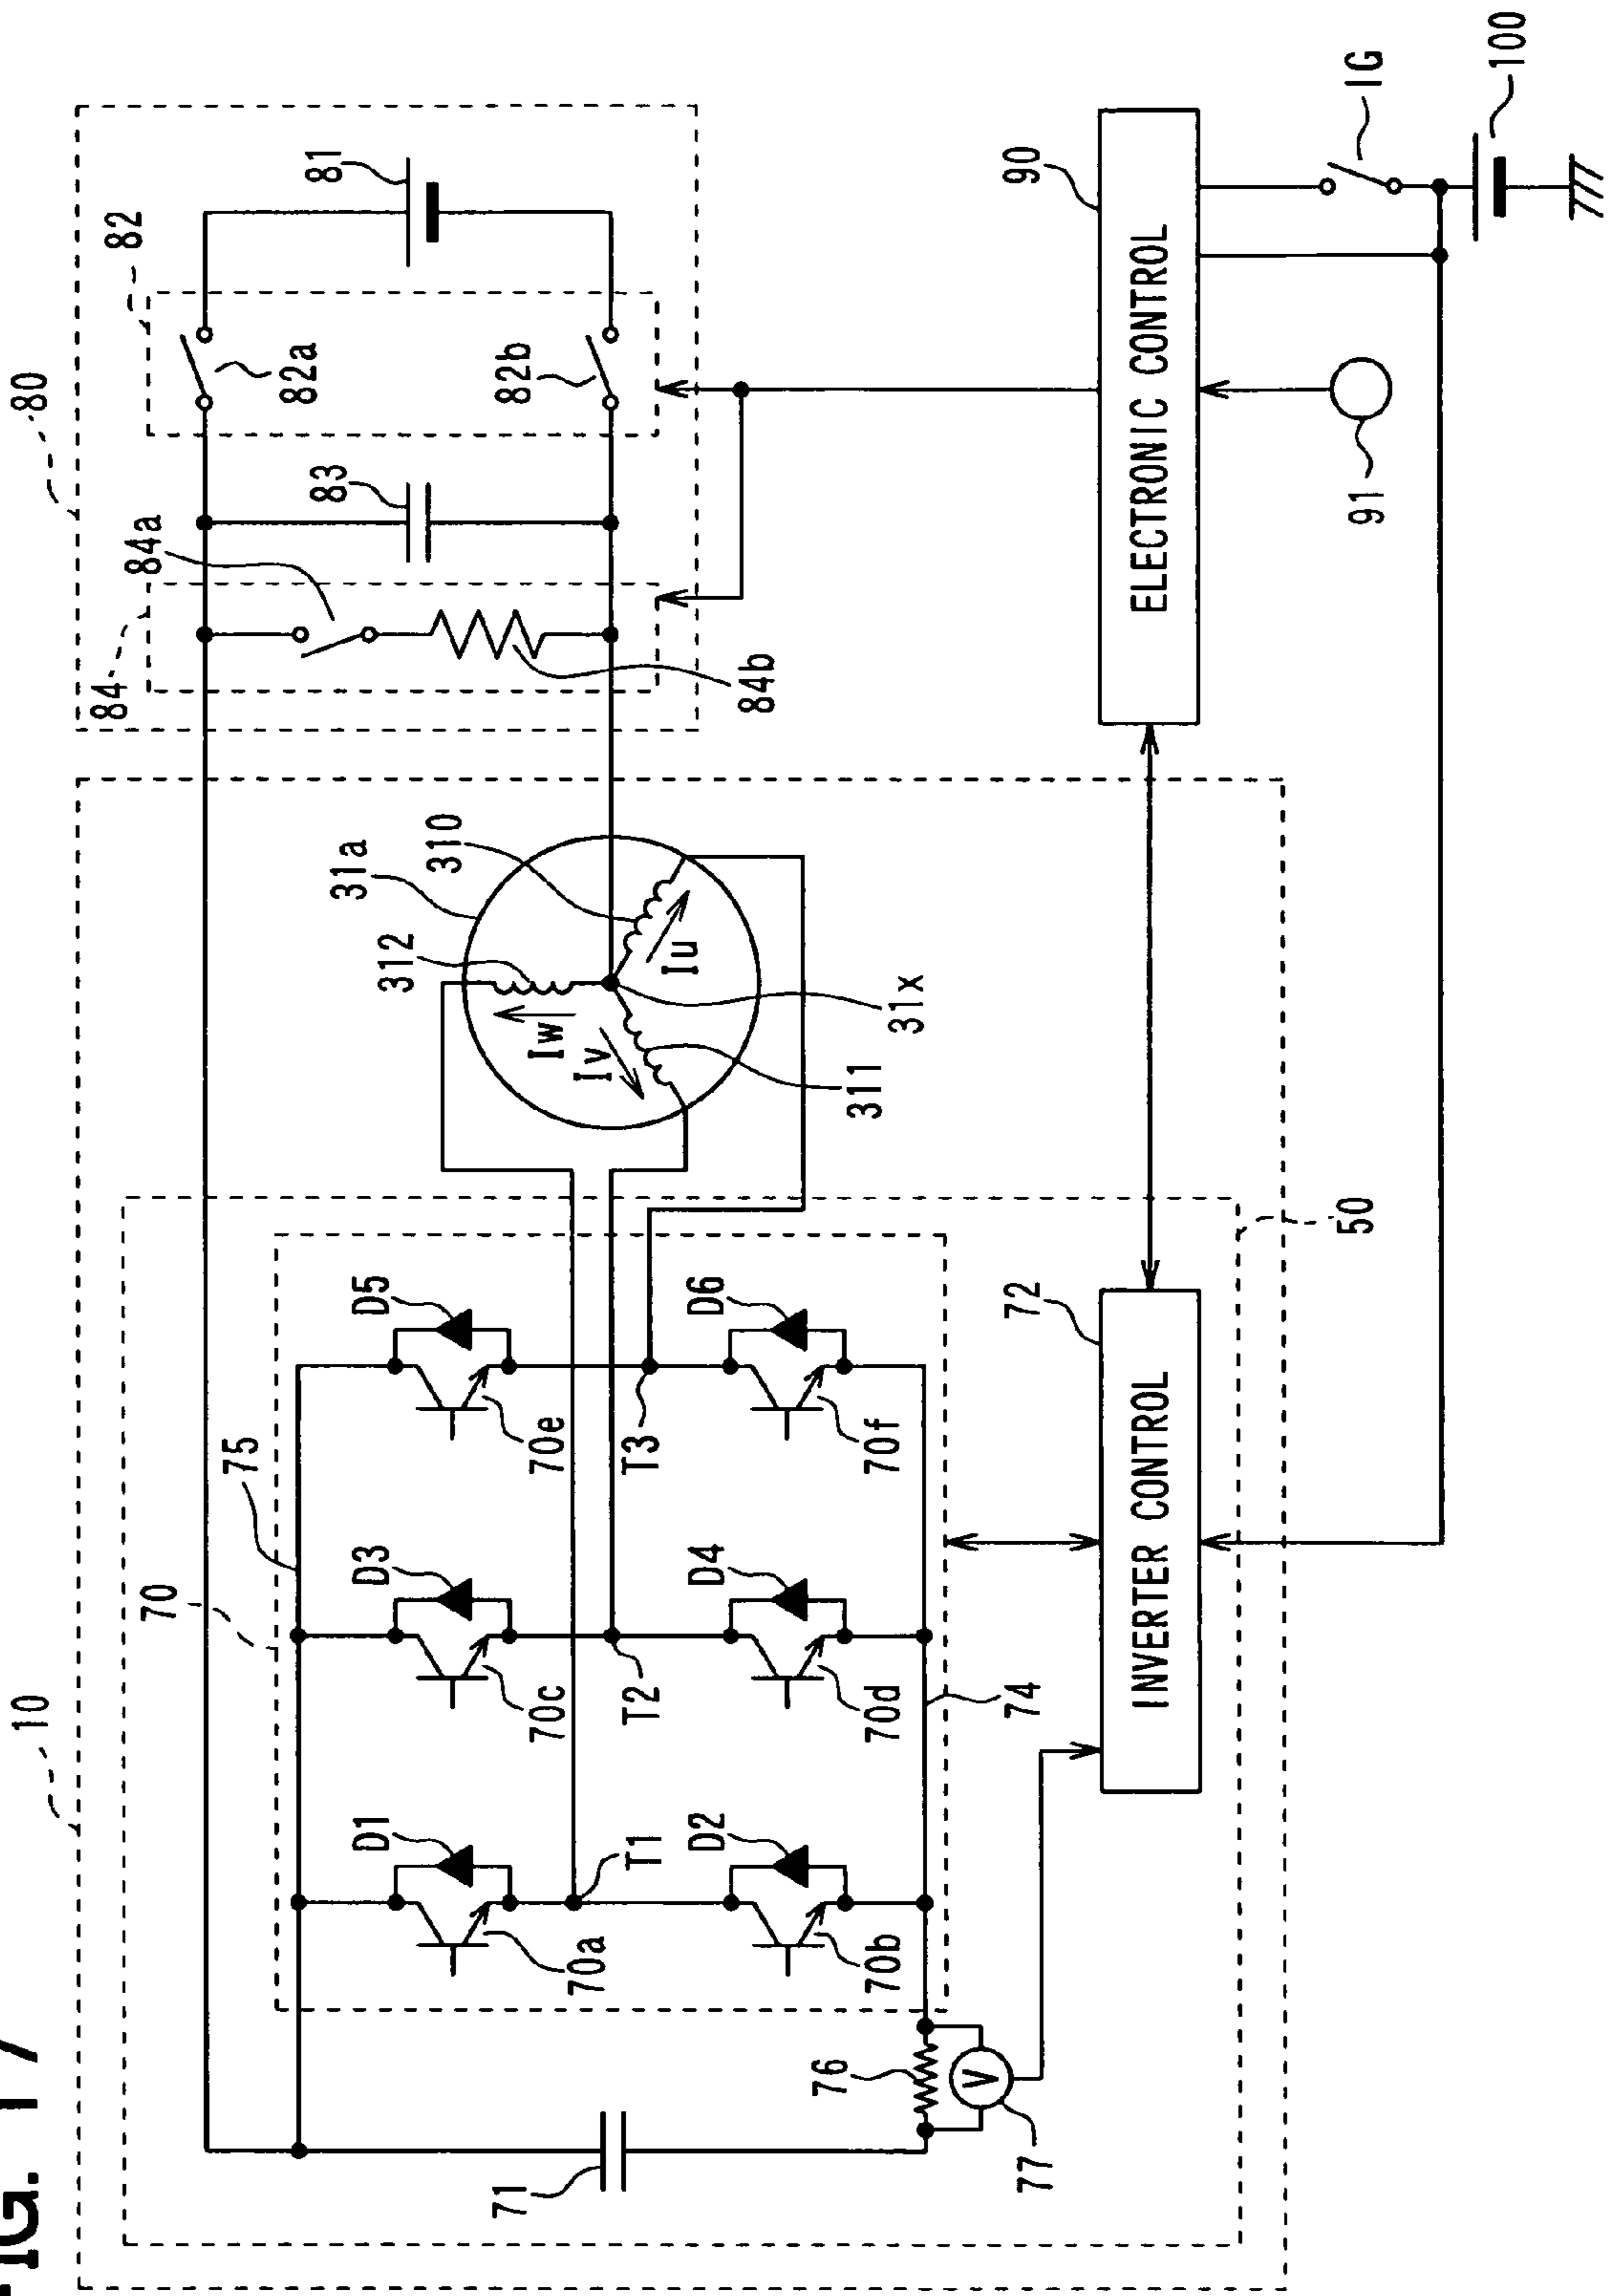 FIG. 17
10
80
70
75
84
84a
83
82
81
82a
82b
84b
31a
310
312
Iw
Iv
Iu
31x
311
D1
D3
D5
70a
70c
70e
T1
T2
T3
D2
D4
D6
70b
70d
70f
71
76
V
77
74
72
INVERTER CONTROL
50
90
ELECTRONIC CONTROL
91
IG
100